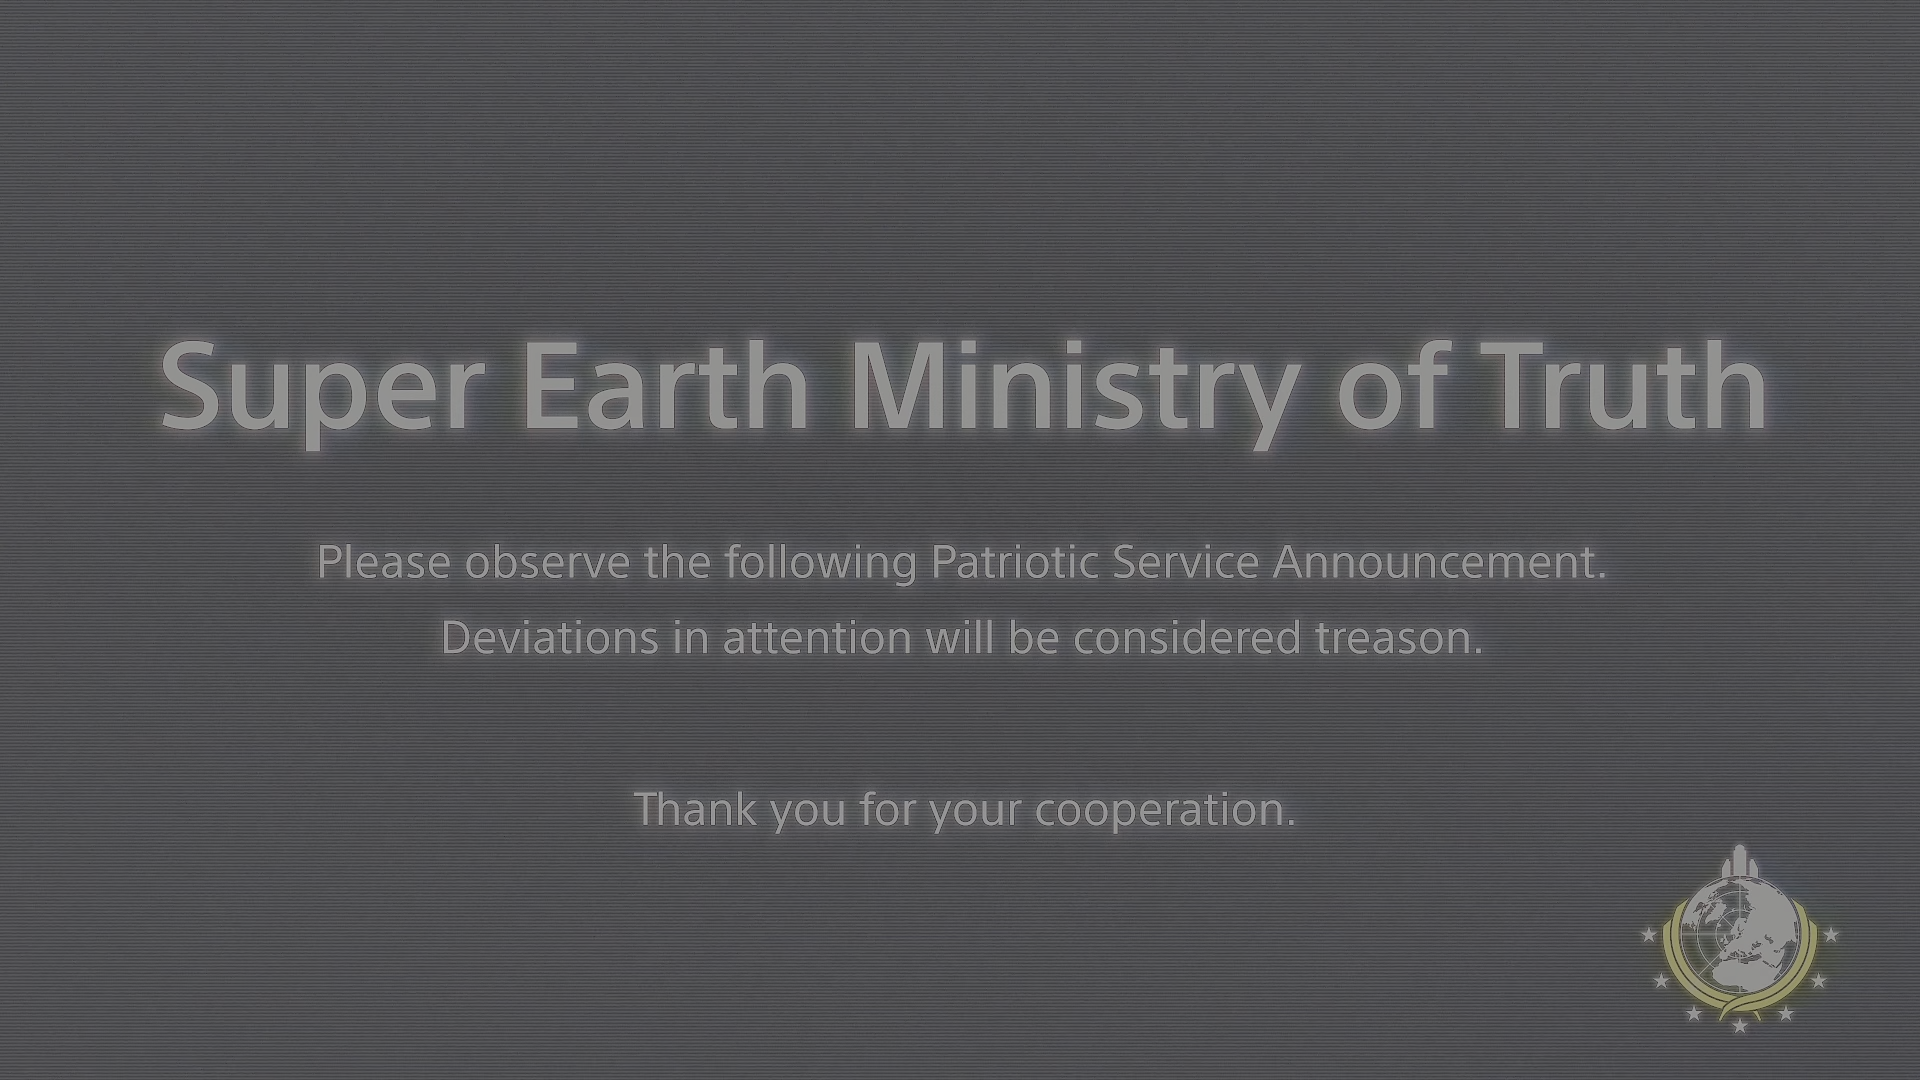 Super Earth Ministry of Truth
Please observe the following Patriotic Service Announcement.
Deviations in attention will be considered treason.
Thank you for your cooperation.